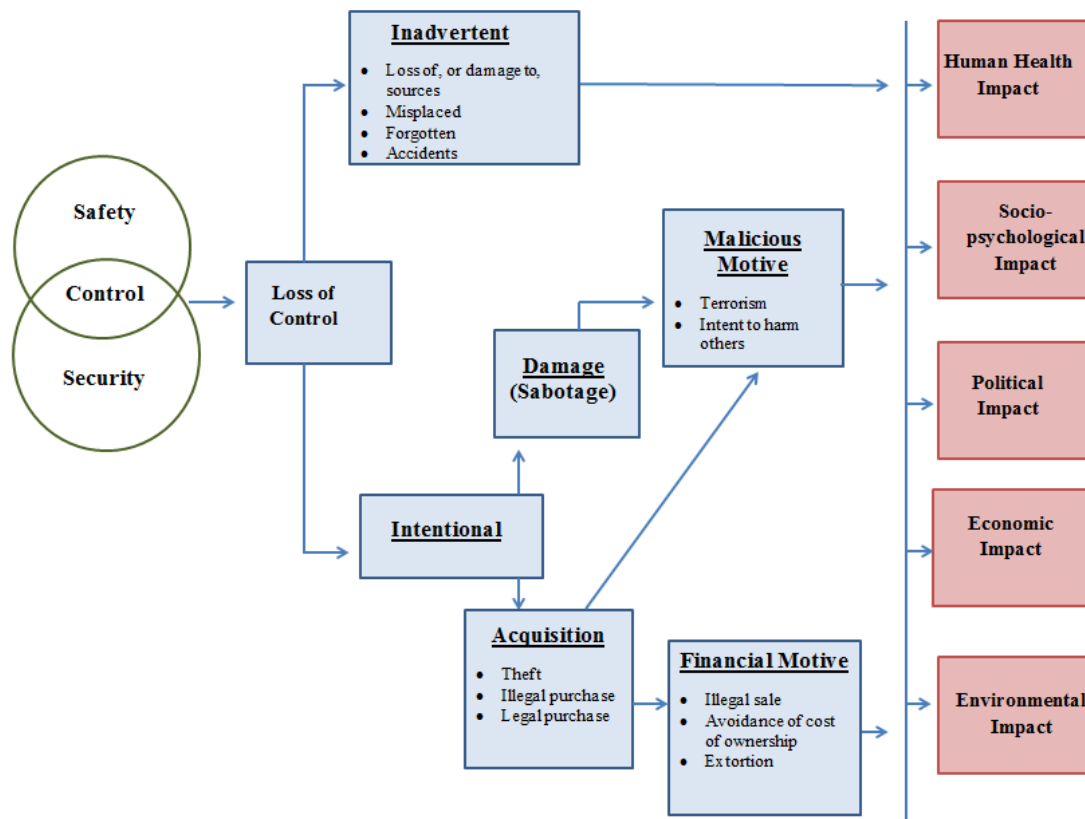 Safety
Control
Security
Loss of
Control
Inadvertent
• Loss of, or damage to,
sources
• Misplaced
• Forgotten
• Accidents
Intentional
Damage
(Sabotage)
Acquisition
• Theft
• Illegal purchase
• Legal purchase
Malicious
Motive
• Terrorism
• Intent to harm
others
Financial Motive
• Illegal sale
• Avoidance of cost
of ownership
• Extortion
Human Health
Impact
Socio-
psychological
Impact
Political
Impact
Economic
Impact
Environmental
Impact